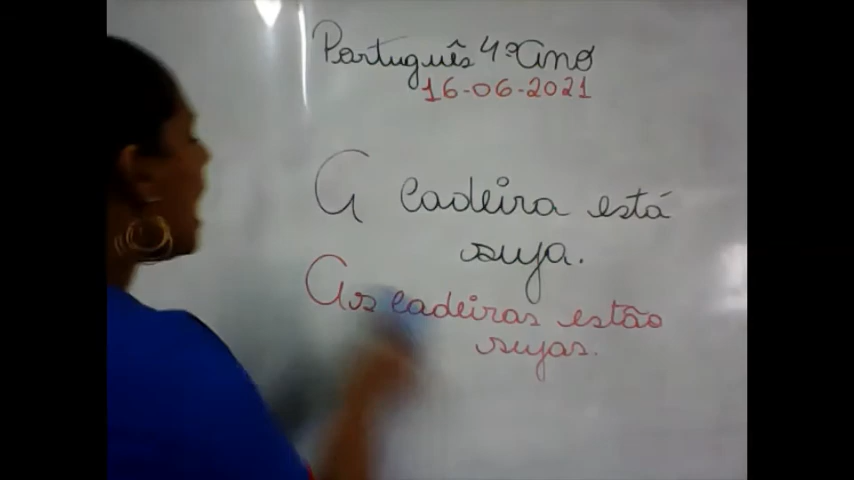 Português 4º Ano
16-06-2021
A cadeira está
suja.
As cadeiras estão
sujas.